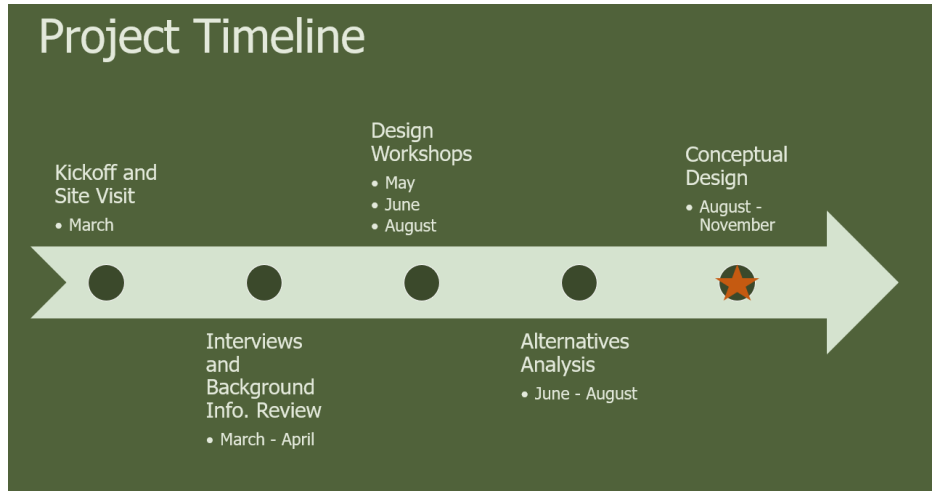 Project Timeline
Kickoff and
Site Visit
• March
Interviews
and
Background
Info. Review
• March - April
Design
Workshops
• May
• June
• August
Alternatives
Analysis
• June - August
Conceptual
Design
• August -
November